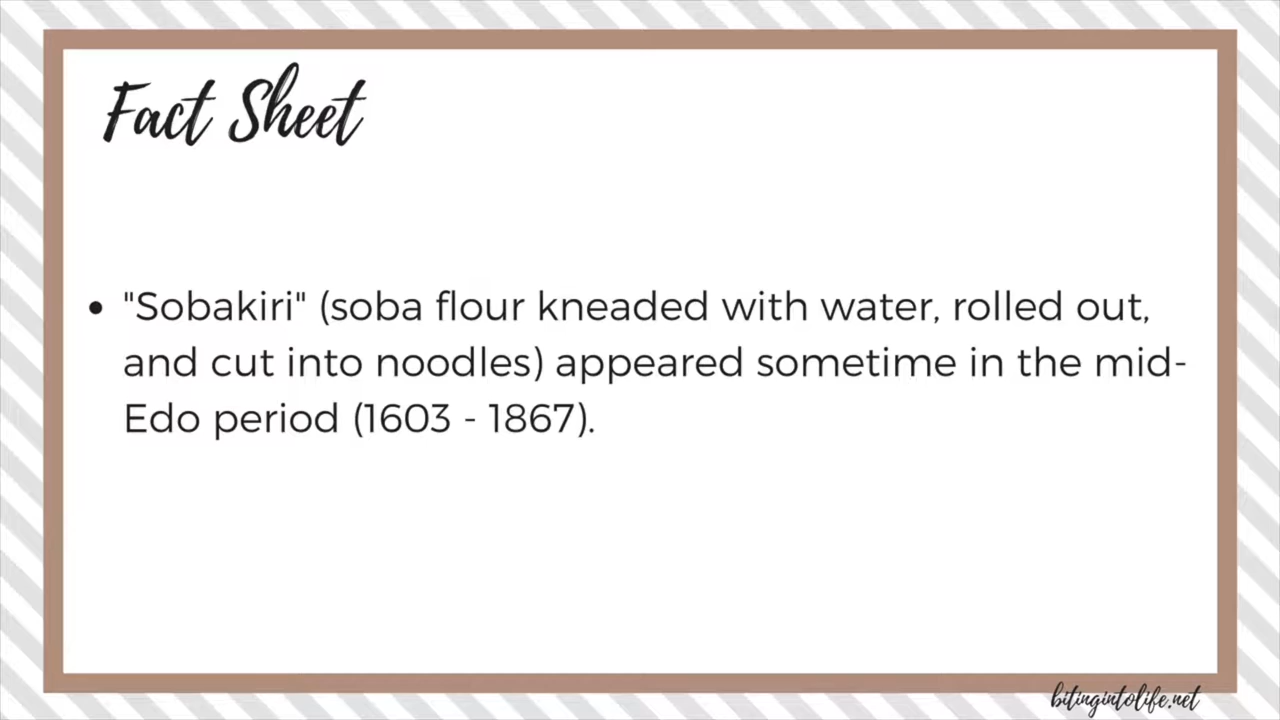 Fact Sheet
• "Sobakiri" (soba flour kneaded with water, rolled out,
and cut into noodles) appeared sometime in the mid-
Edo period (1603 - 1867).
bitingintolife.net